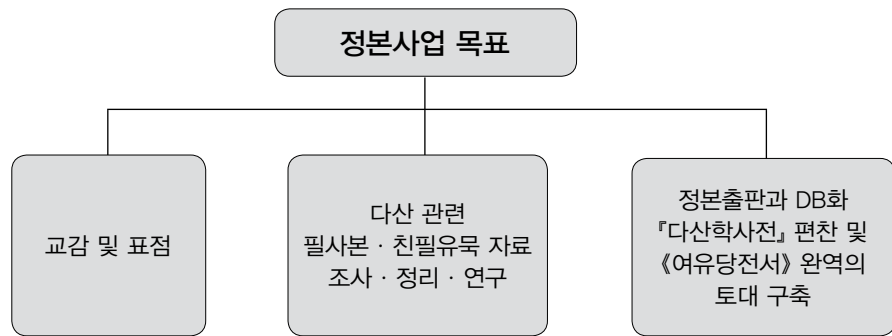 정본사업 목표
교감 및 표점
다산 관련
필사본 · 친필유묵 자료
조사 · 정리 · 연구
정본출판과 DB화
『다산학사전』 편찬 및
《여유당전서》 완역의
토대 구축